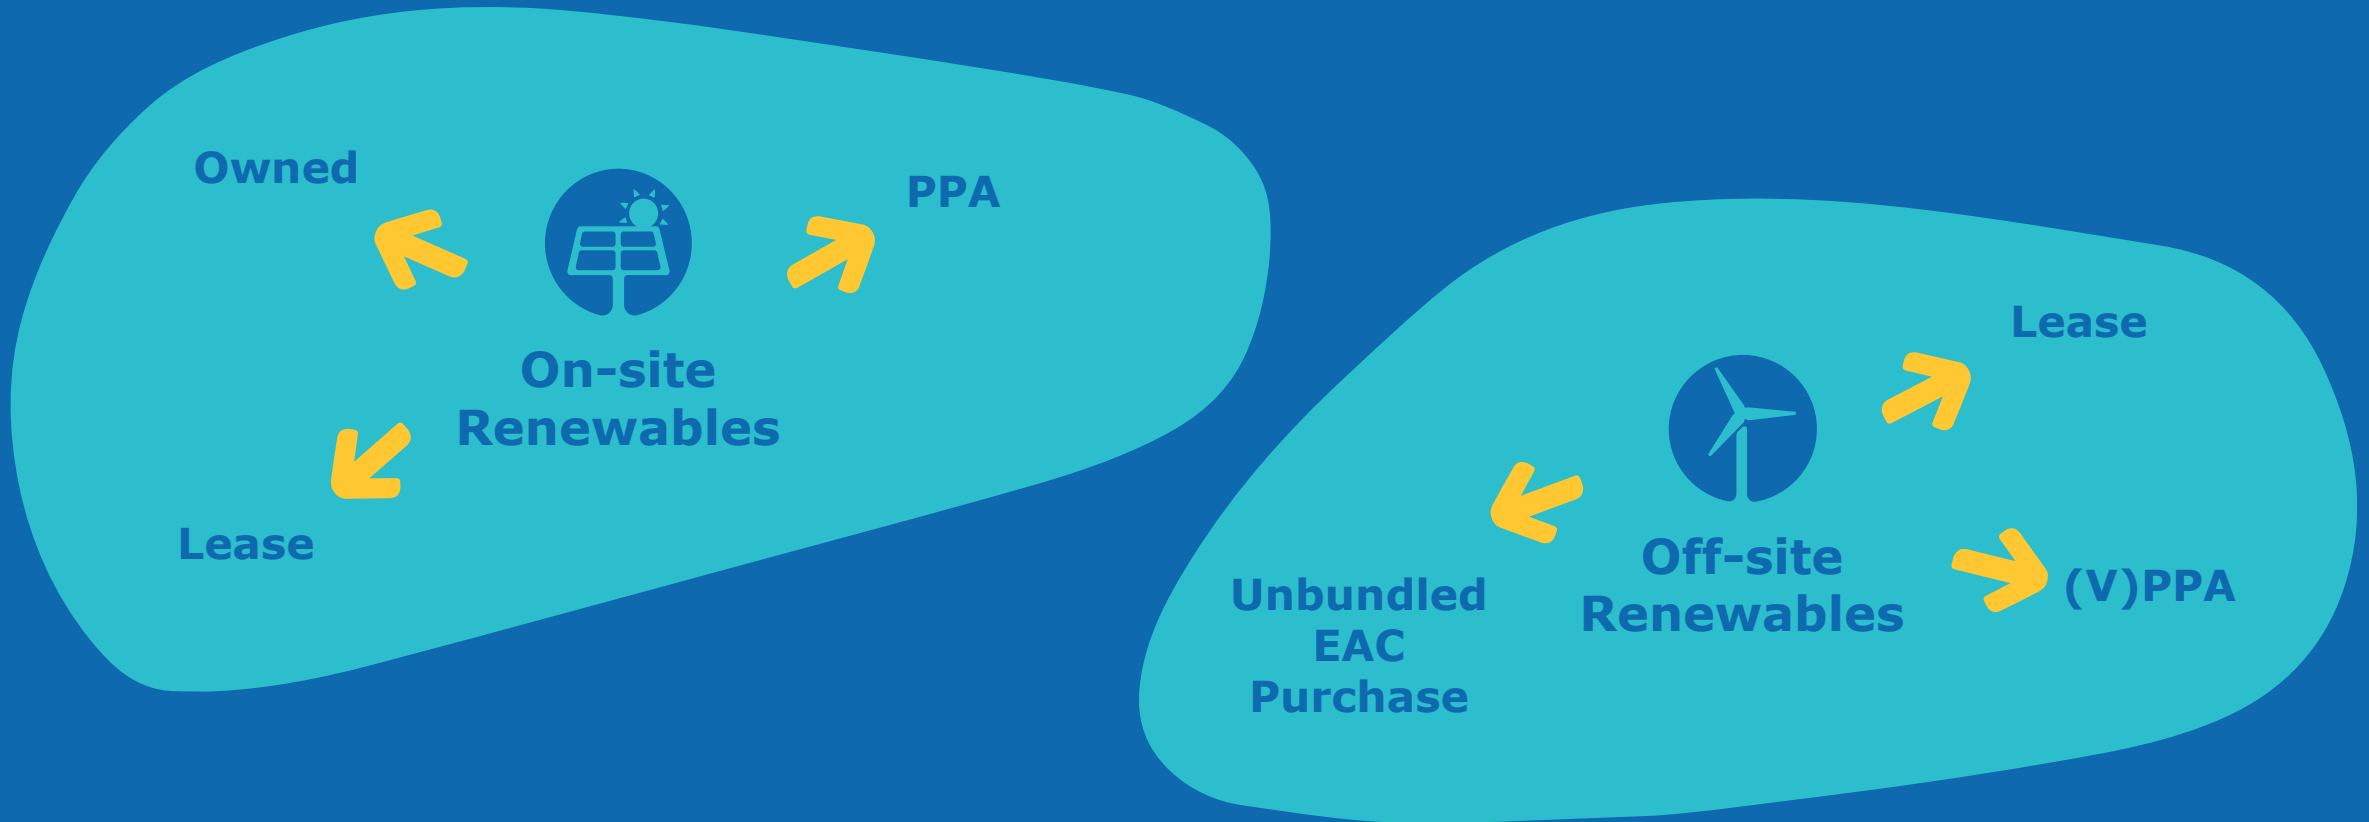 Owned
PPA
On-site
Renewables
Lease
Lease
Off-site
Renewables
(V)PPA
Unbundled
EAC
Purchase